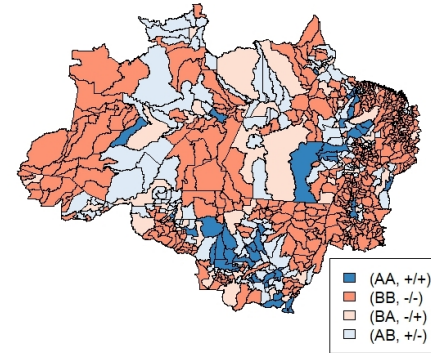 (AA, +/+)
(BB, -/-)
(BA, -/+)
(AB, +/-)